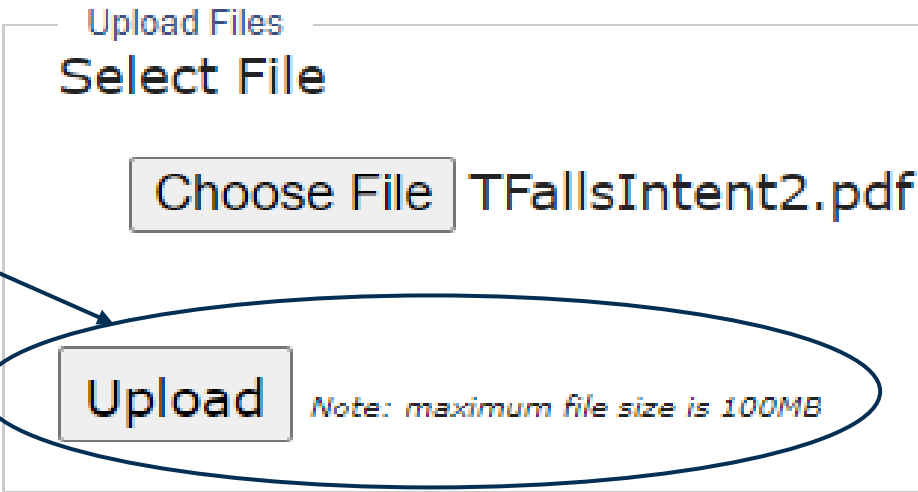 Upload Files
Select File
Choose File TFallsIntent2.pdf
Upload Note: maximum file size is 100MB